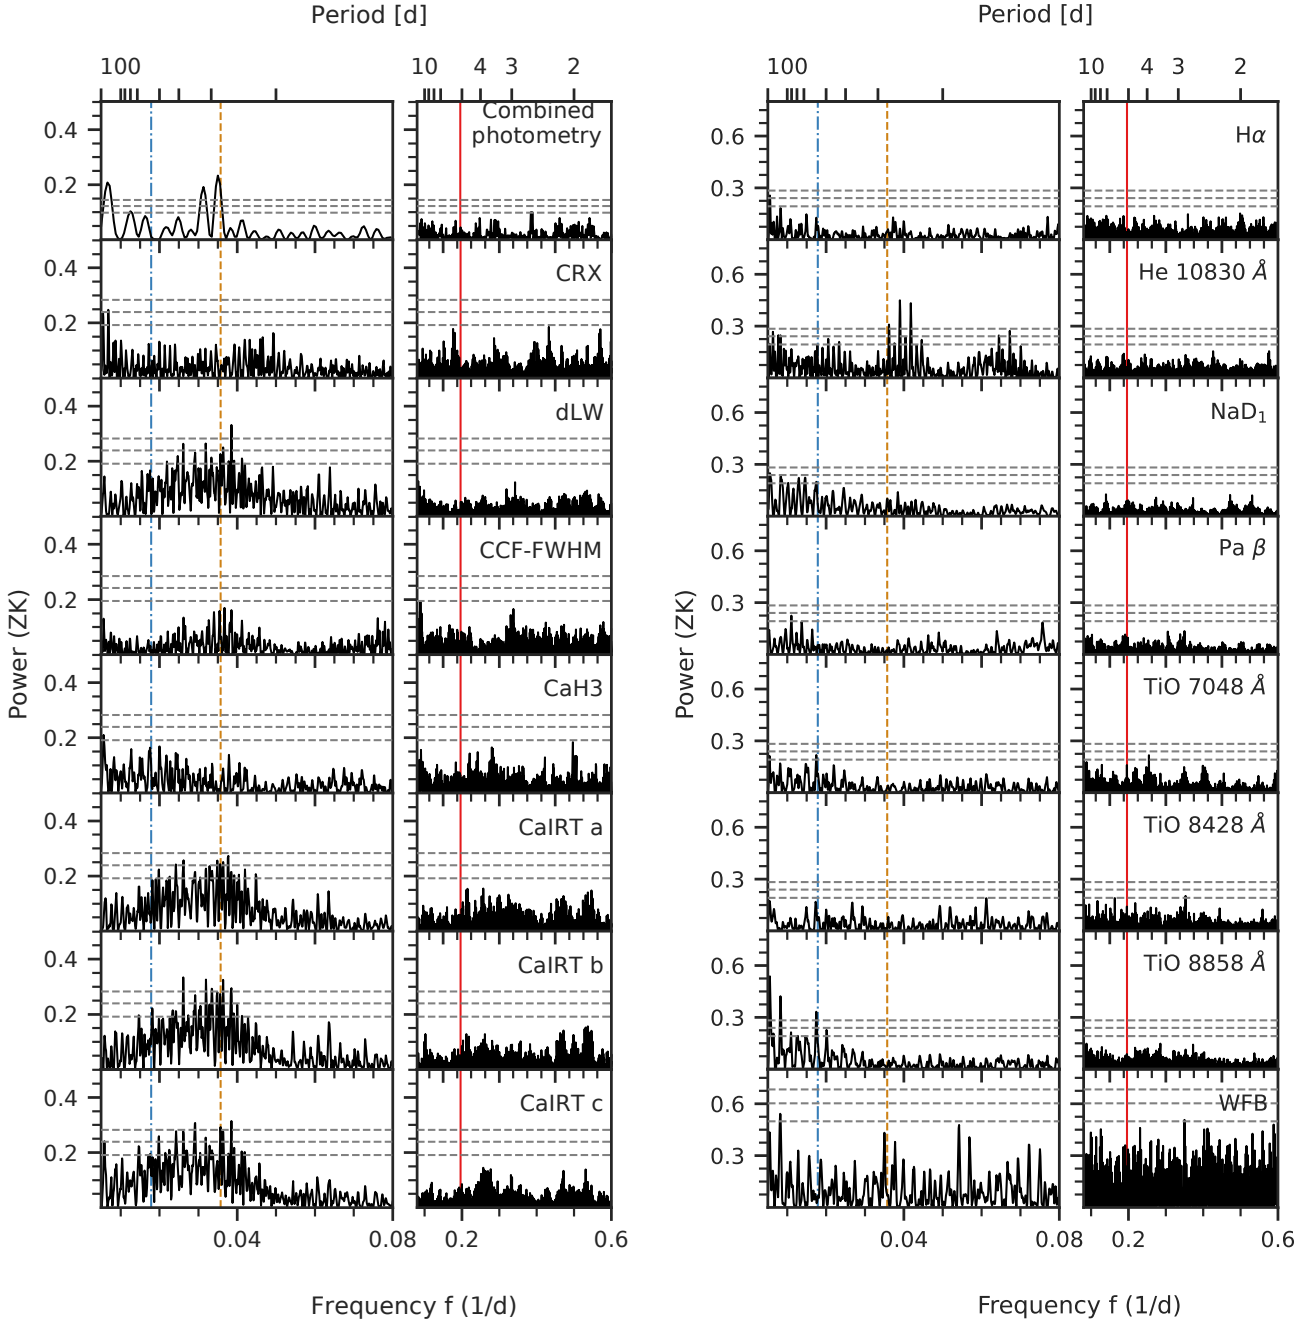 Period [d]
Period [d]
100
10 4 3 2
100
10 4 3 2
Combined
photometry
0.4
0.2
Hα
0.6
0.3
CRX
0.4
0.2
He 10830 Å
0.6
0.3
dLW
0.4
0.2
NaD₁
0.6
0.3
CCF-FWHM
0.4
0.2
Pa β
0.6
0.3
CaH3
0.4
0.2
TiO 7048 Å
0.6
0.3
CaIRT a
0.4
0.2
TiO 8428 Å
0.6
0.3
CaIRT b
0.4
0.2
TiO 8858 Å
0.6
0.3
CaIRT c
0.4
0.2
WFB
0.6
0.3
Power (ZK)
Power (ZK)
0.04 0.08 0.2 0.6
0.04 0.08 0.2 0.6
Frequency f (1/d)
Frequency f (1/d)